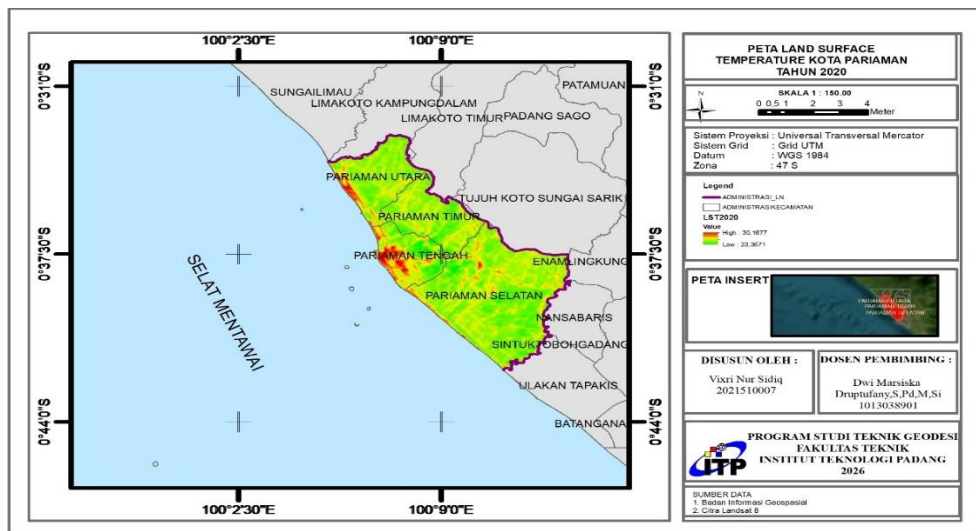 100°2'30"E 100°9'0"E
0°31'0"S
0°37'30"S
0°44'0"S
0°31'0"S
0°37'30"S
0°44'0"S
100°2'30"E 100°9'0"E
SUNGAILIMAU
PATAMUAN
LIMAKOTO KAMPUNGDALAM
LIMAKOTO TIMUR
PADANG SAGO
PARIAMAN UTARA
TUJUH KOTO SUNGAI SARIK
PARIAMAN TIMUR
PARIAMAN TENGAH
ENAMLINGKUNG
PARIAMAN SELATAN
NANSABARIS
SINTUKTOBOHGADANG
ULAKAN TAPAKIS
BATANGANA
SELAT MENTAWAI
PETA LAND SURFACE
TEMPERATURE KOTA PARIAMAN
TAHUN 2020
N
SKALA 1 : 150.00
0 0,5 1 2 3 4
Meter
Sistem Proyeksi : Universal Transversal Mercator
Sistem Grid : Grid UTM
Datum : WGS 1984
Zona : 47 S
Legend
ADMINISTRASI_LN
ADMINISTRASIKECAMATAN
LST2020
Value
High : 30,1677
Low : 23,3671
PETA INSERT
PARIAMAN UTARA
PARIAMAN TIMUR
PARIAMAN SELATAN
DISUSUN OLEH :
Vixri Nur Sidiq
2021510007
DOSEN PEMBIMBING :
Dwi Marsiska
Druptufany,S,Pd,M,Si
1013038901
ITP
PROGRAM STUDI TEKNIK GEODESI
FAKULTAS TEKNIK
INSTITUT TEKNOLOGI PADANG
2026
SUMBER DATA
1. Badan Informasi Geospasial
2. Citra Landsat 8